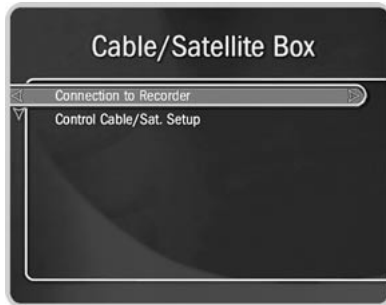 Cable/Satellite Box
Connection to Recorder
Control Cable/Sat. Setup